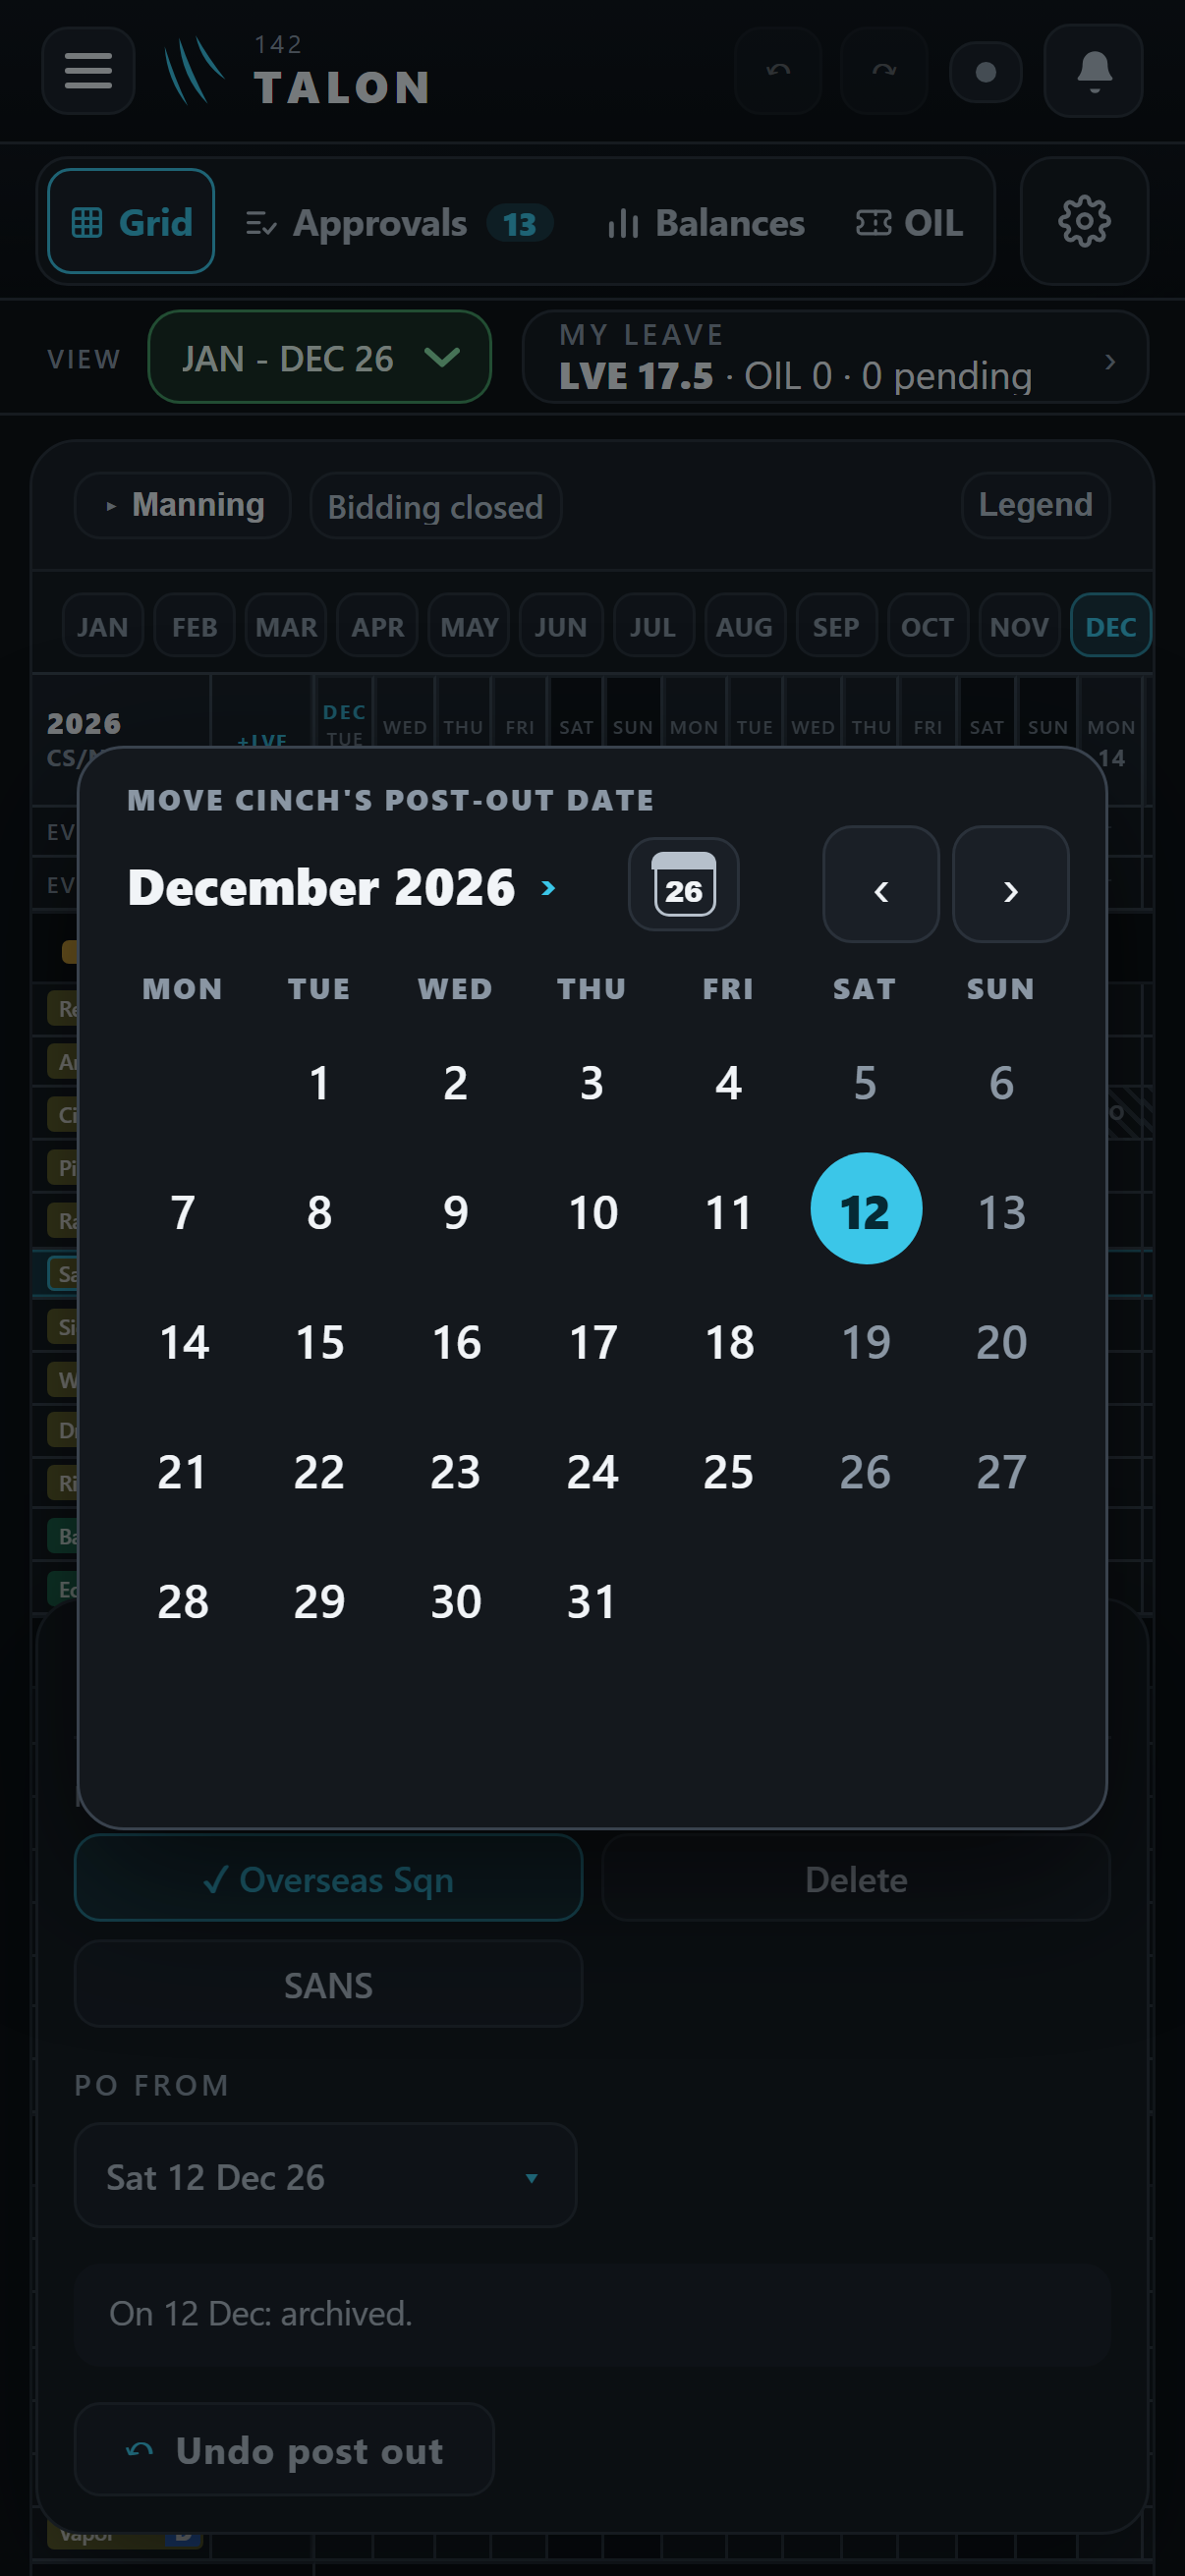 142
TALON
Grid
Approvals 13
Balances
OIL
VIEW
JAN - DEC 26
MY LEAVE
LVE 17.5 · OIL 0 · 0 pending
Manning
Bidding closed
Legend
JAN FEB MAR APR MAY JUN JUL AUG SEP OCT NOV DEC
2026
+LVE
DEC
TUE WED THU FRI SAT SUN MON TUE WED THU FRI SAT SUN MON
14
MOVE CINCH'S POST-OUT DATE
December 2026 ›
26
‹ ›
MON TUE WED THU FRI SAT SUN
1 2 3 4 5 6
7 8 9 10 11 12 13
14 15 16 17 18 19 20
21 22 23 24 25 26 27
28 29 30 31
✓ Overseas Sqn
Delete
SANS
PO FROM
Sat 12 Dec 26
On 12 Dec: archived.
Undo post out